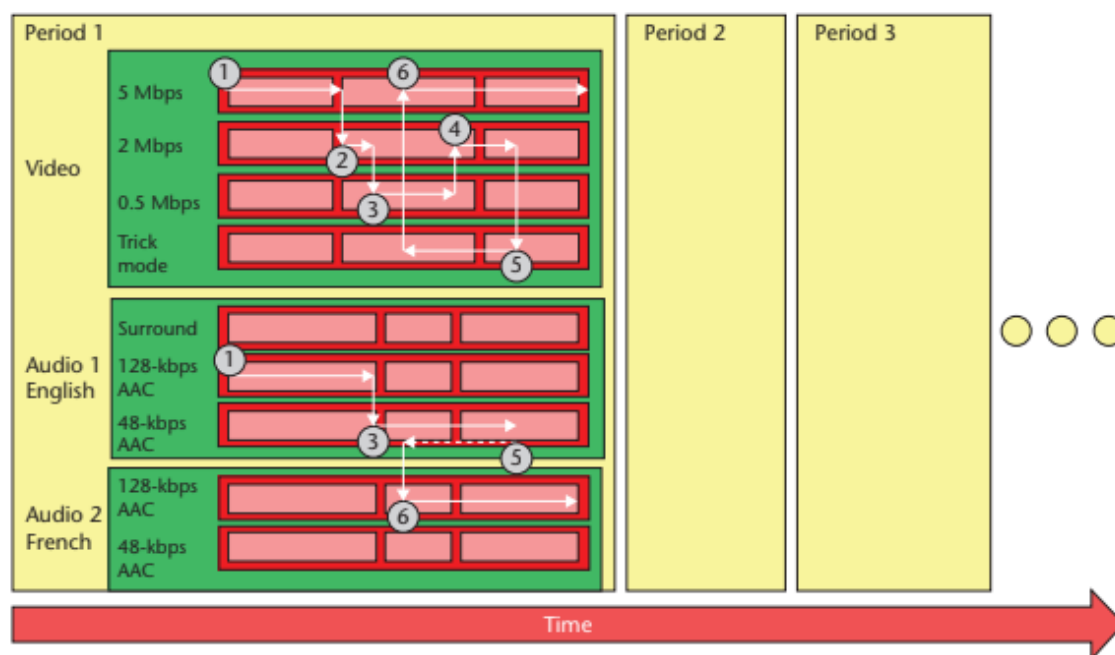 Period 1
Period 2
Period 3
1
6
5 Mbps
4
2 Mbps
2
Video
0.5 Mbps
3
Trick
mode
5
Surround
1
Audio 1
English
128-kbps
AAC
48-kbps
AAC
3
5
128-kbps
AAC
6
Audio 2
French
48-kbps
AAC
Time